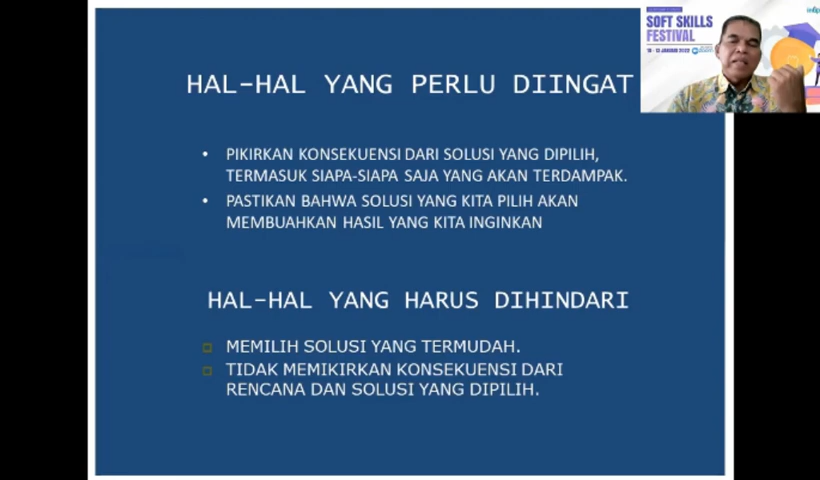 HAL-HAL YANG PERLU DIINGAT
• PIKIRKAN KONSEKUENSI DARI SOLUSI YANG DIPILIH,
TERMASUK SIAPA-SIAPA SAJA YANG AKAN TERDAMPAK.
• PASTIKAN BAHWA SOLUSI YANG KITA PILIH AKAN
MEMBUAHKAN HASIL YANG KITA INGINKAN
HAL-HAL YANG HARUS DIHINDARI
MEMILIH SOLUSI YANG TERMUDAH.
TIDAK MEMIKIRKAN KONSEKUENSI DARI
RENCANA DAN SOLUSI YANG DIPILIH.
SOFT SKILLS
FESTIVAL